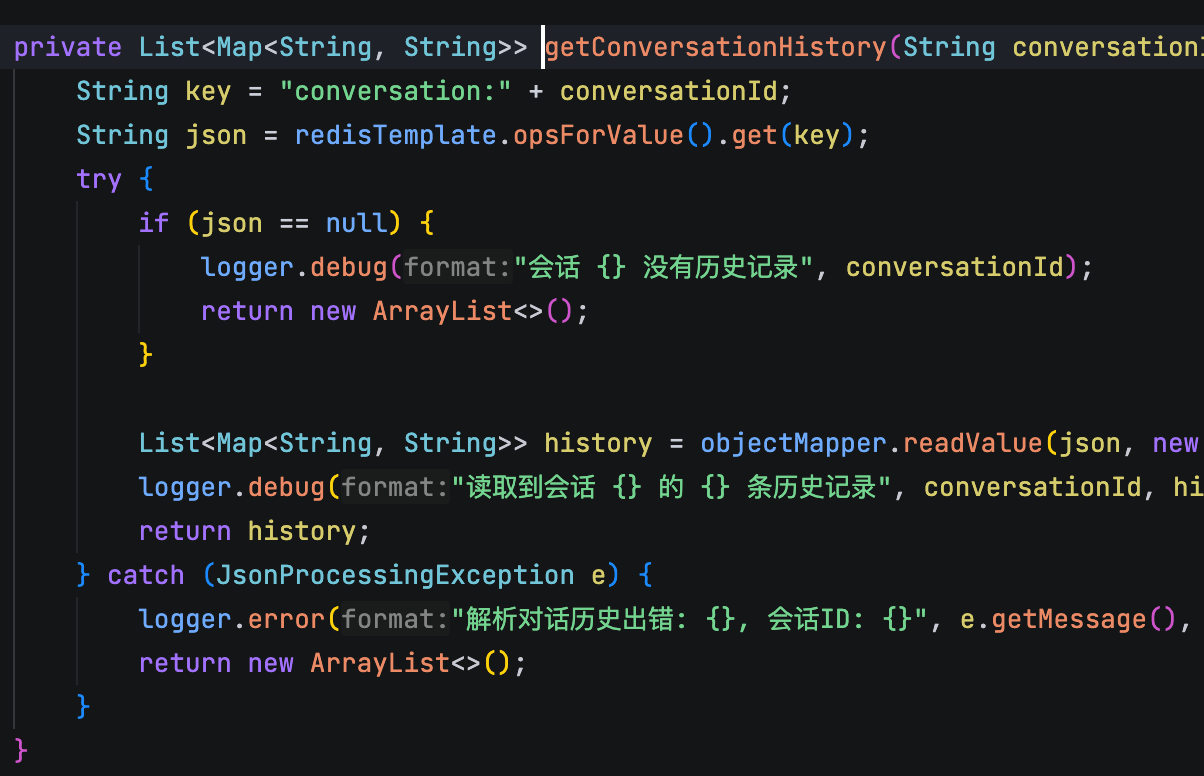 private List<Map<String, String>> getConversationHistory(String conversationI
String key = "conversation:" + conversationId;
String json = redisTemplate.opsForValue().get(key);
try {
if (json == null) {
logger.debug(format:"会话 {} 没有历史记录", conversationId);
return new ArrayList<>();
}
List<Map<String, String>> history = objectMapper.readValue(json, new
logger.debug(format:"读取到会话 {} 的 {} 条历史记录", conversationId, hi
return history;
} catch (JsonProcessingException e) {
logger.error(format:"解析对话历史出错: {}, 会话ID: {}", e.getMessage(),
return new ArrayList<>();
}
}